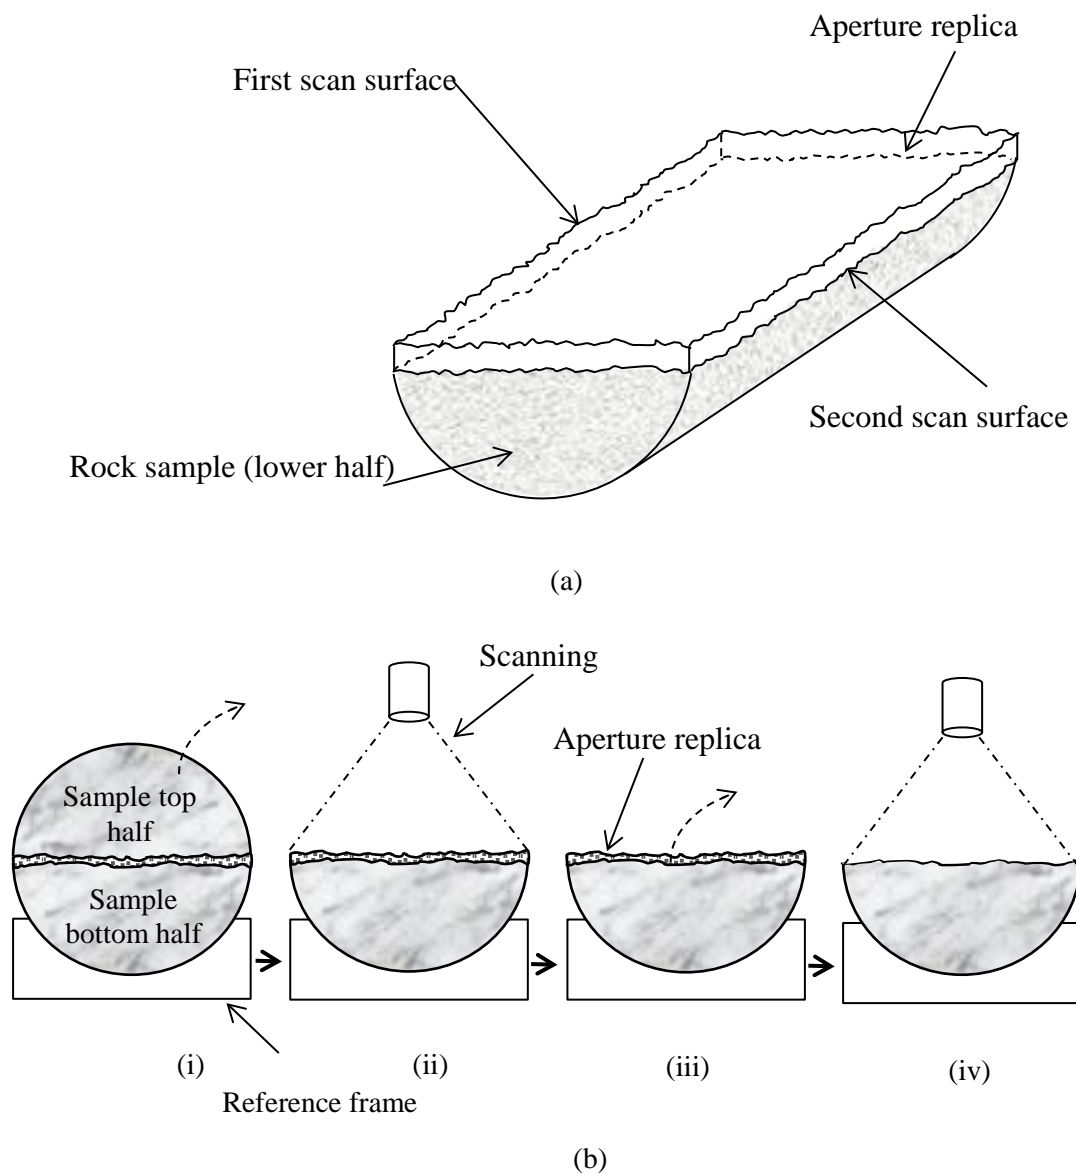 Aperture replica
First scan surface
Second scan surface
Rock sample (lower half)
(a)
Scanning
Aperture replica
Sample top
half
Sample
bottom half
(i)
(ii)
(iii)
(iv)
Reference frame
(b)